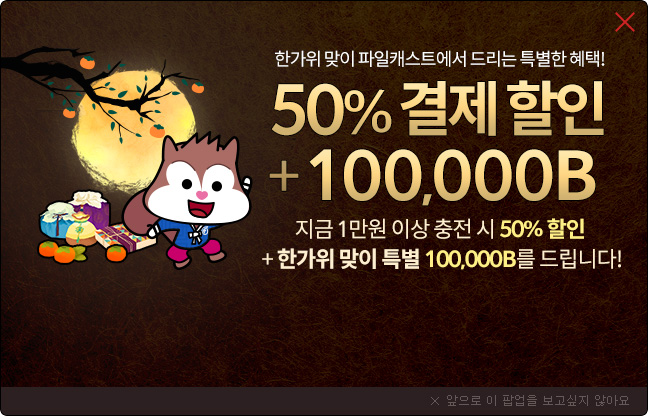 한가위 맞이 파일캐스트에서 드리는 특별한 혜택!
50% 결제 할인
+ 100,000B
지금 1만원 이상 충전 시 50% 할인
+ 한가위 맞이 특별 100,000B를 드립니다!
× 앞으로 이 팝업을 보고싶지 않아요